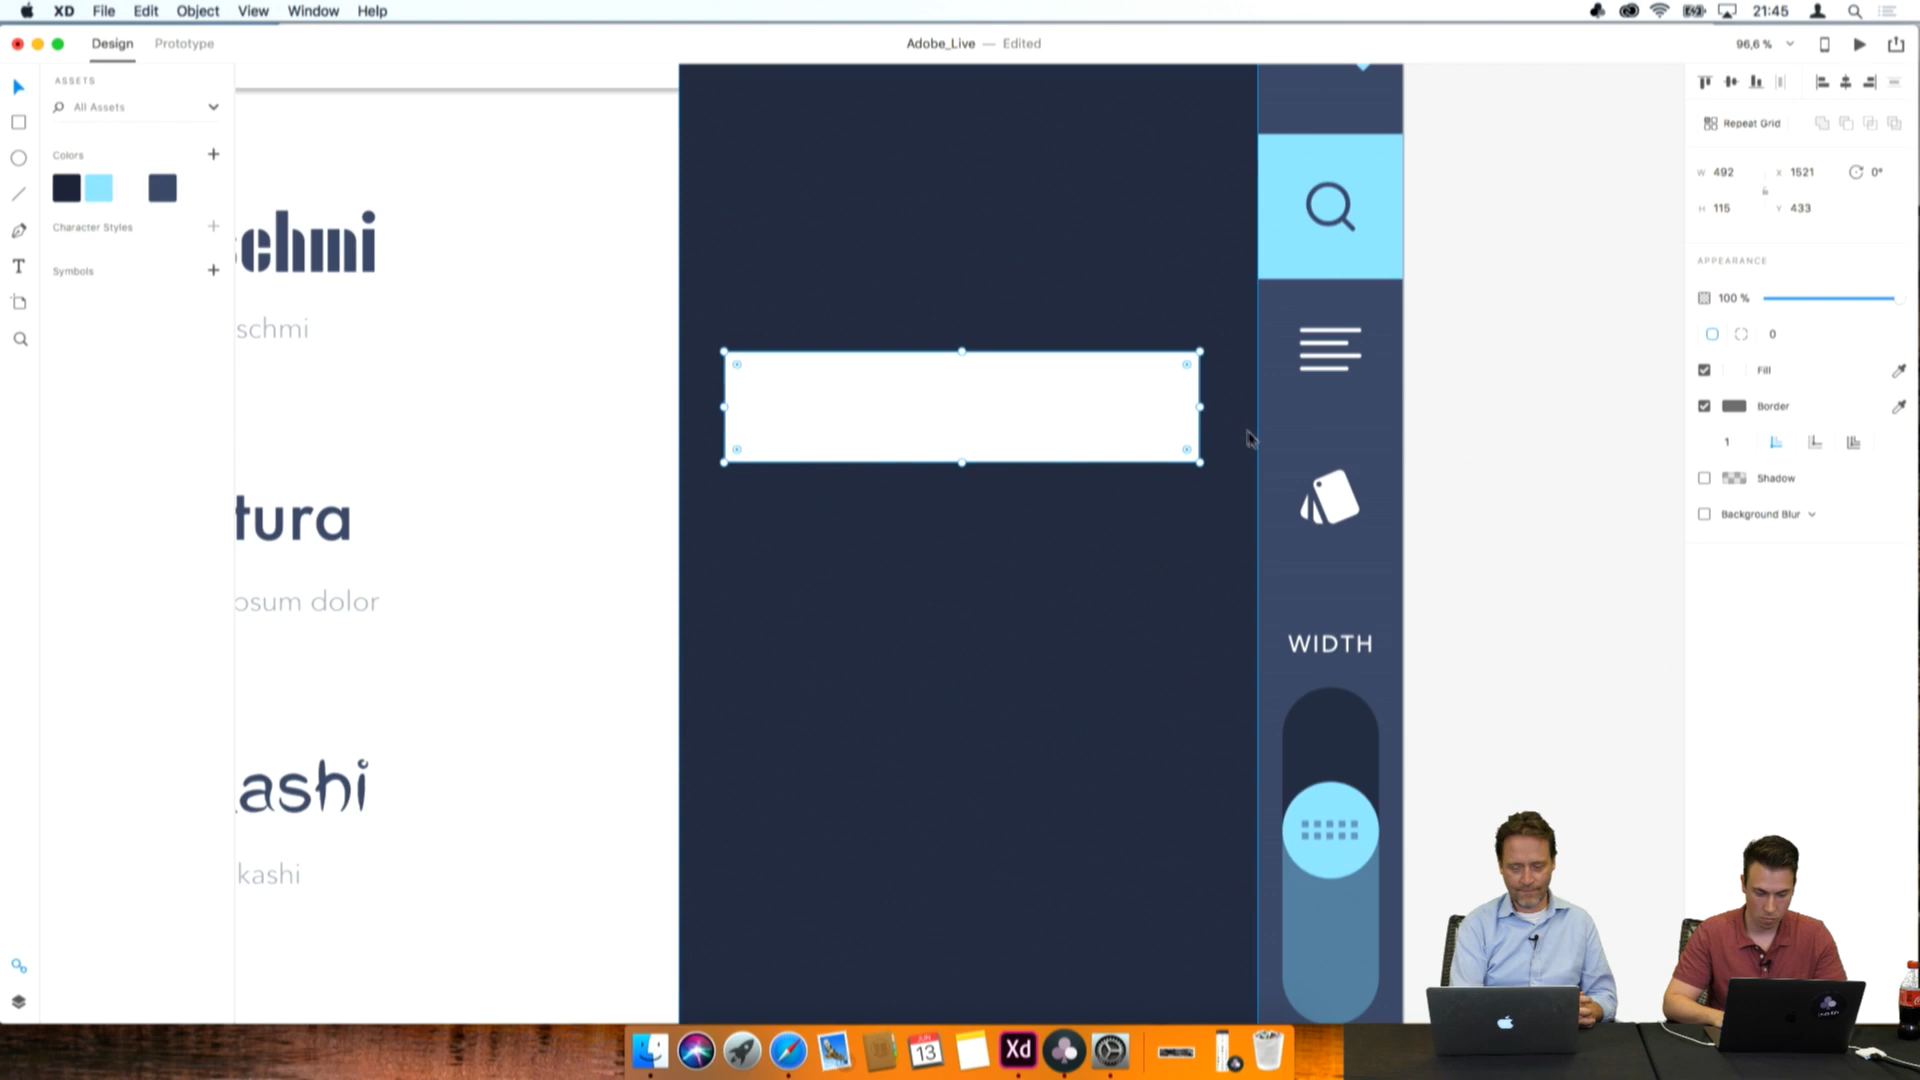 XD File Edit Object View Window Help
21:45
Design Prototype
Adobe_Live — Edited
96,6 %
ASSETS
All Assets
Colors
Character Styles
Symbols
chmi
schmi
tura
psum dolor
ashi
kashi
WIDTH
Repeat Grid
W 492 X 1521 0°
H 115 Y 433
APPEARANCE
100 %
0
Fill
Border
1
Shadow
Background Blur
T
13
Xd